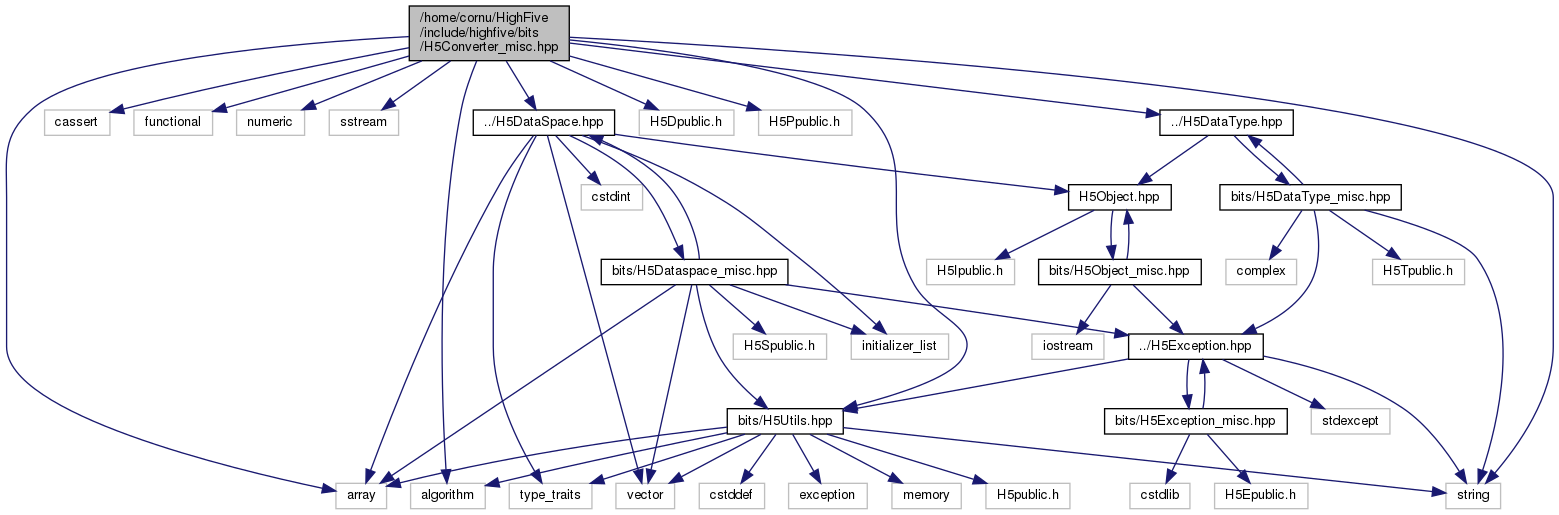 /home/cornu/HighFive
/include/highfive/bits
/H5Converter_misc.hpp
cassert
functional
numeric
sstream
../H5DataSpace.hpp
H5Dpublic.h
H5Ppublic.h
../H5DataType.hpp
cstdint
H5Object.hpp
bits/H5DataType_misc.hpp
bits/H5Dataspace_misc.hpp
H5Ipublic.h
bits/H5Object_misc.hpp
complex
H5Tpublic.h
H5Spublic.h
initializer_list
iostream
../H5Exception.hpp
bits/H5Utils.hpp
bits/H5Exception_misc.hpp
stdexcept
array
algorithm
type_traits
vector
cstddef
exception
memory
H5public.h
cstdlib
H5Epublic.h
string